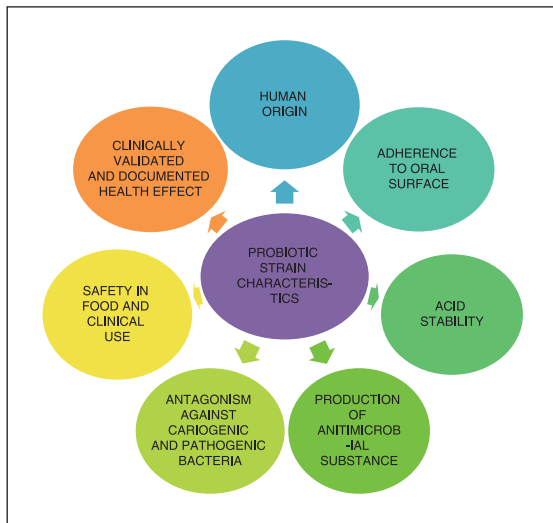 HUMAN
ORIGIN
ADHERENCE
TO ORAL
SURFACE
ACID
STABILITY
PRODUCTION
OF
ANITIMICROB
-IAL
SUBSTANCE
ANTAGONISM
AGAINST
CARIOGENIC
AND PATHOGENIC
BACTERIA
SAFETY IN
FOOD AND
CLINICAL
USE
CLINICALLY
VALIDATED
AND DOCUMENTED
HEALTH EFFECT
PROBIOTIC
STRAIN
CHARACTERIS-
TICS